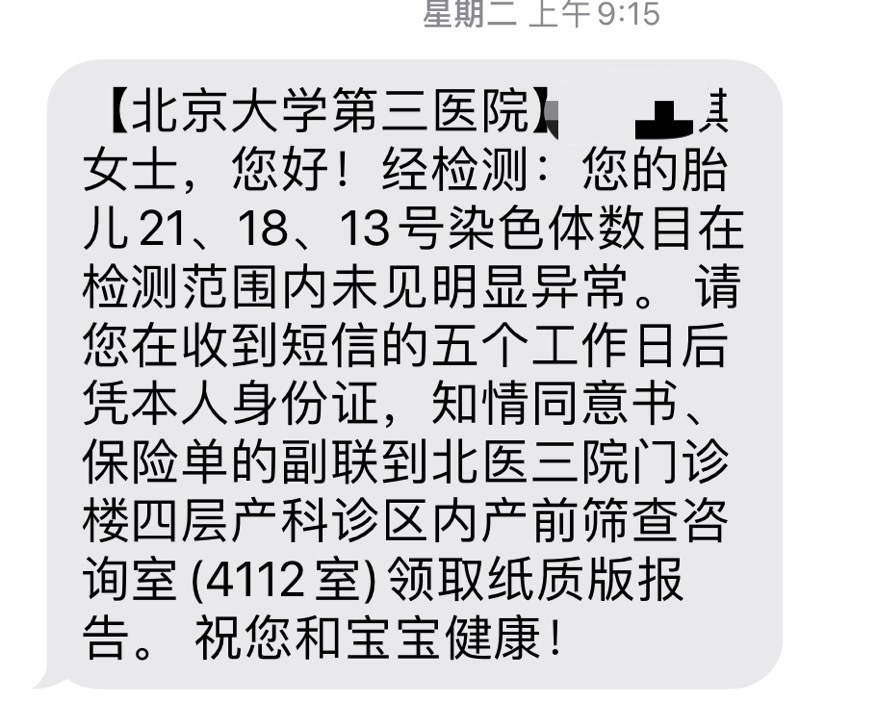 星期二 上午9:15
【北京大学第三医院】 淇
女士，您好！经检测：您的胎
儿21、18、13号染色体数目在
检测范围内未见明显异常。 请
您在收到短信的五个工作日后
凭本人身份证，知情同意书、
保险单的副联到北医三院门诊
楼四层产科诊区内产前筛查咨
询室(4112室)领取纸质版报
告。 祝您和宝宝健康！